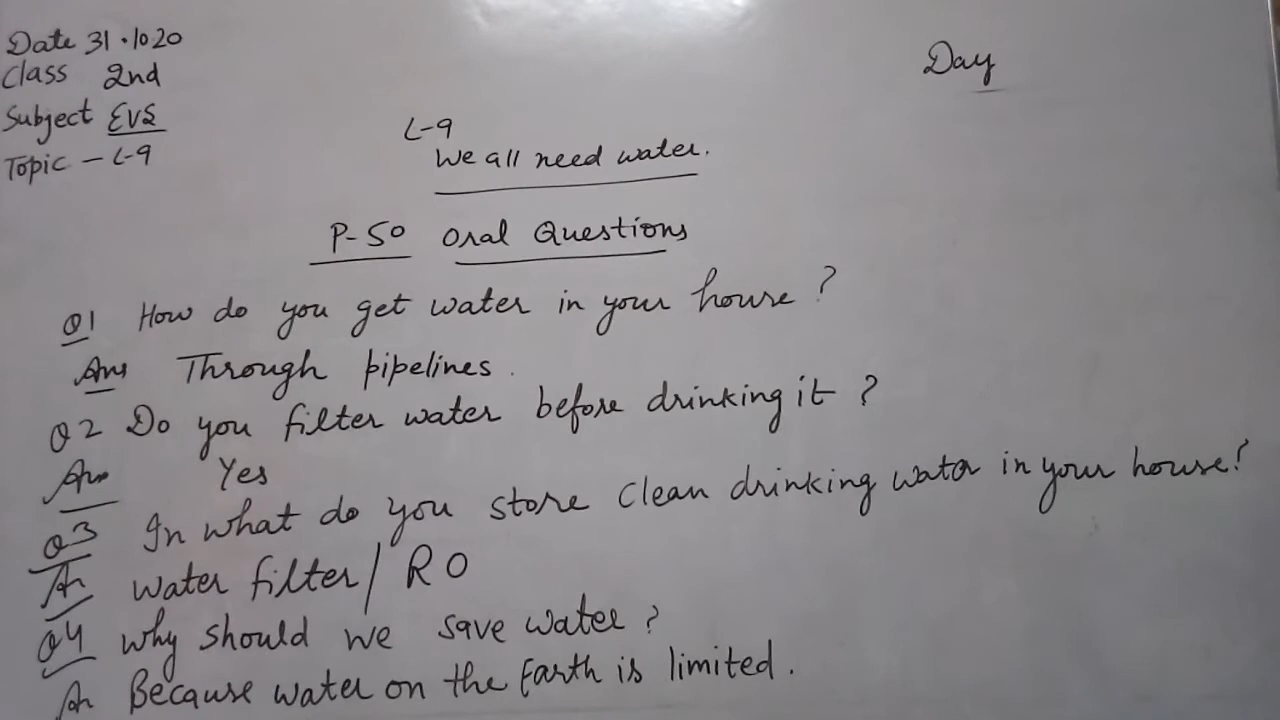 Date 31.1020
Day
Class 2nd
Subject EVS
Topic - L-9
L-9
We all need water.
P-50 Oral Questions
Q1 How do you get water in your house?
Ans Through pipelines.
Q2 Do you filter water before drinking it?
Ans Yes
Q3 In what do you store clean drinking water in your house?
An Water filter/RO
Q4 Why should we save water?
An Because water on the Earth is limited.